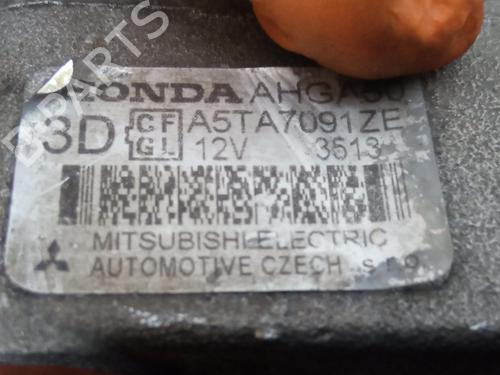 B-PARTS
HONDA AHGA50
3D CF GL A5TA7091ZE
12V 3513
MITSUBISHI ELECTRIC
AUTOMOTIVE CZECH s.r.o